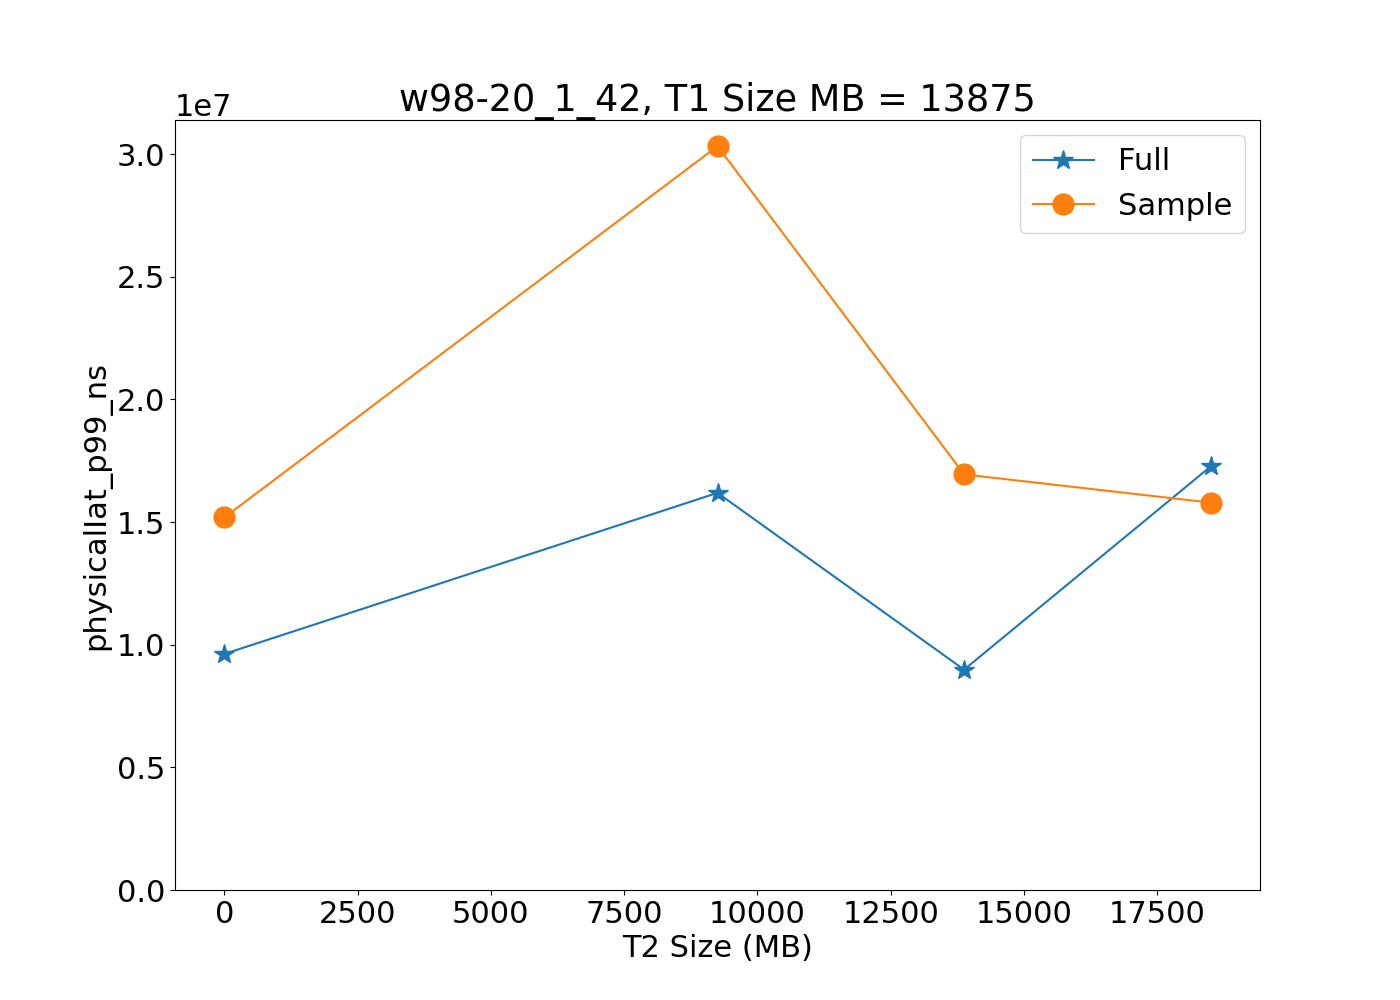 w98-20_1_42, T1 Size MB = 13875
1e7
Full
Sample
3.0
2.5
2.0
1.5
1.0
0.5
0.0
physicallat_p99_ns
0 2500 5000 7500 10000 12500 15000 17500
T2 Size (MB)